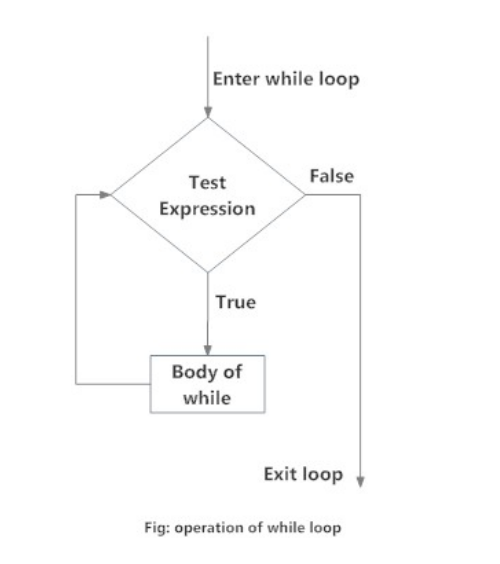 Enter while loop
Test
Expression
False
True
Body of
while
Exit loop
Fig: operation of while loop